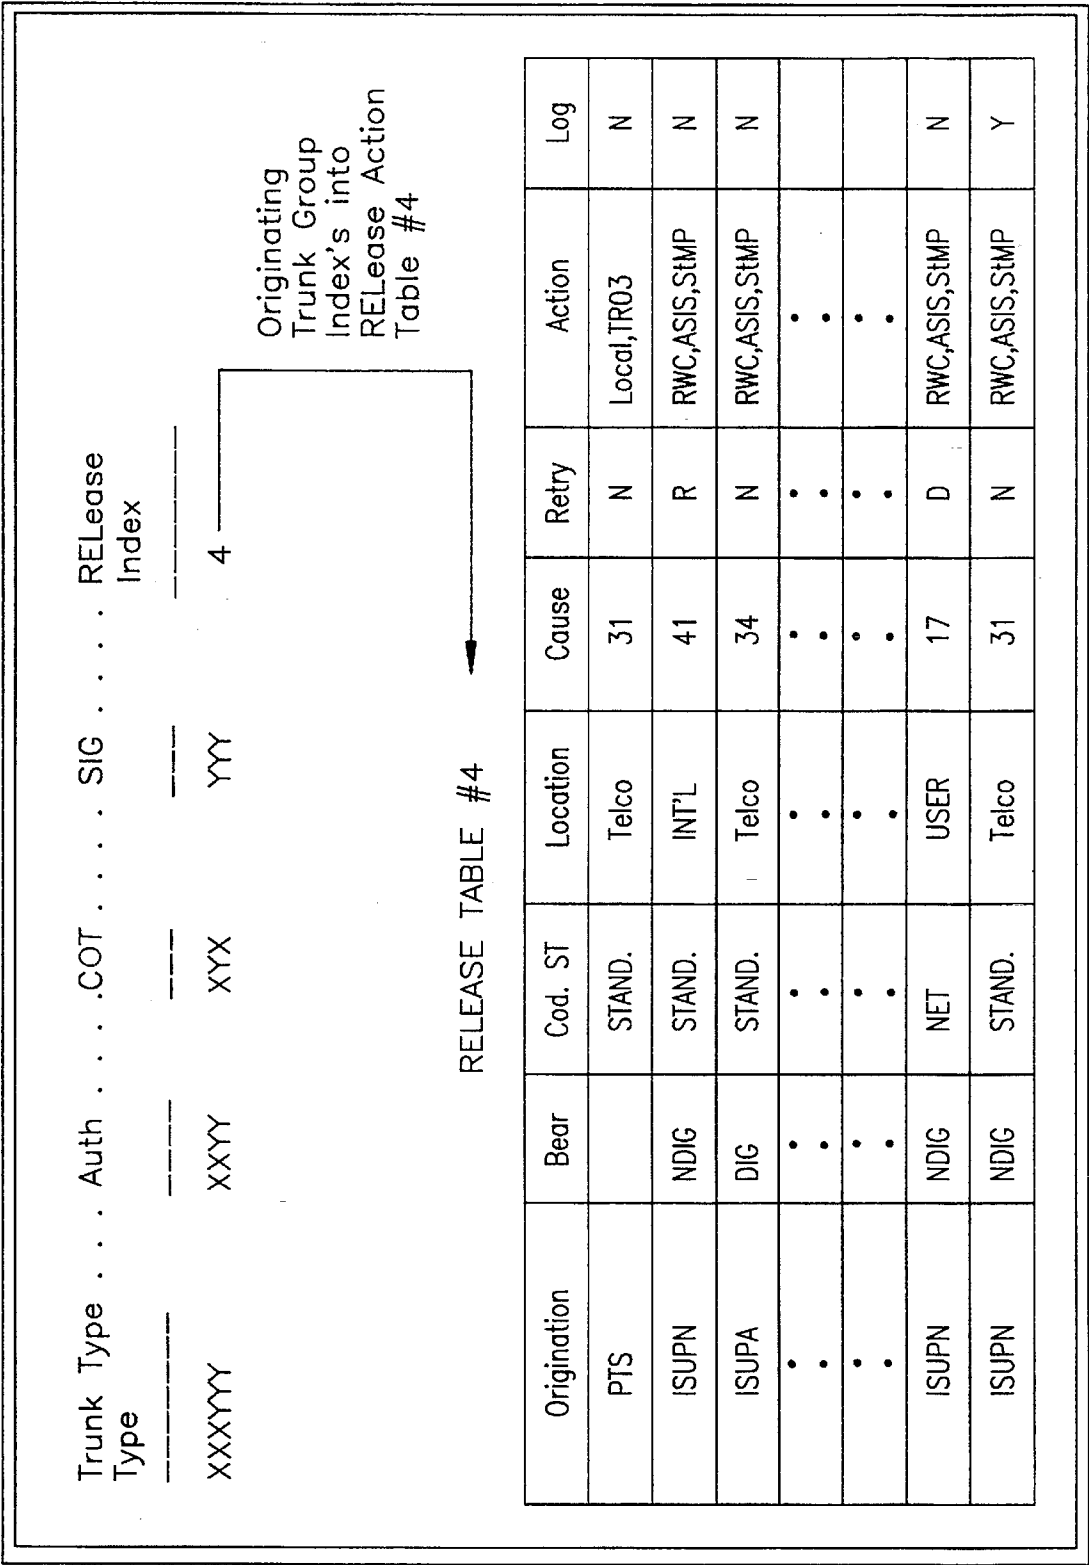 Trunk Type . . . Auth . . . .COT . . . . SIG . . . . RELease
Type Index
XXXYYY XXYY XYX YYY 4
Originating
Trunk Group
Index's into
RELease Action
Table #4
RELEASE TABLE #4
Origination Bear Cod. ST Location Cause Retry Action Log
PTS STAND. Telco 31 N Local,TR03 N
ISUPN NDIG STAND. INT'L 41 R RWC,ASIS,StMP N
ISUPA DIG STAND. Telco 34 N RWC,ASIS,StMP N
ISUPN NDIG NET USER 17 D RWC,ASIS,StMP N
ISUPN NDIG STAND. Telco 31 N RWC,ASIS,StMP Y